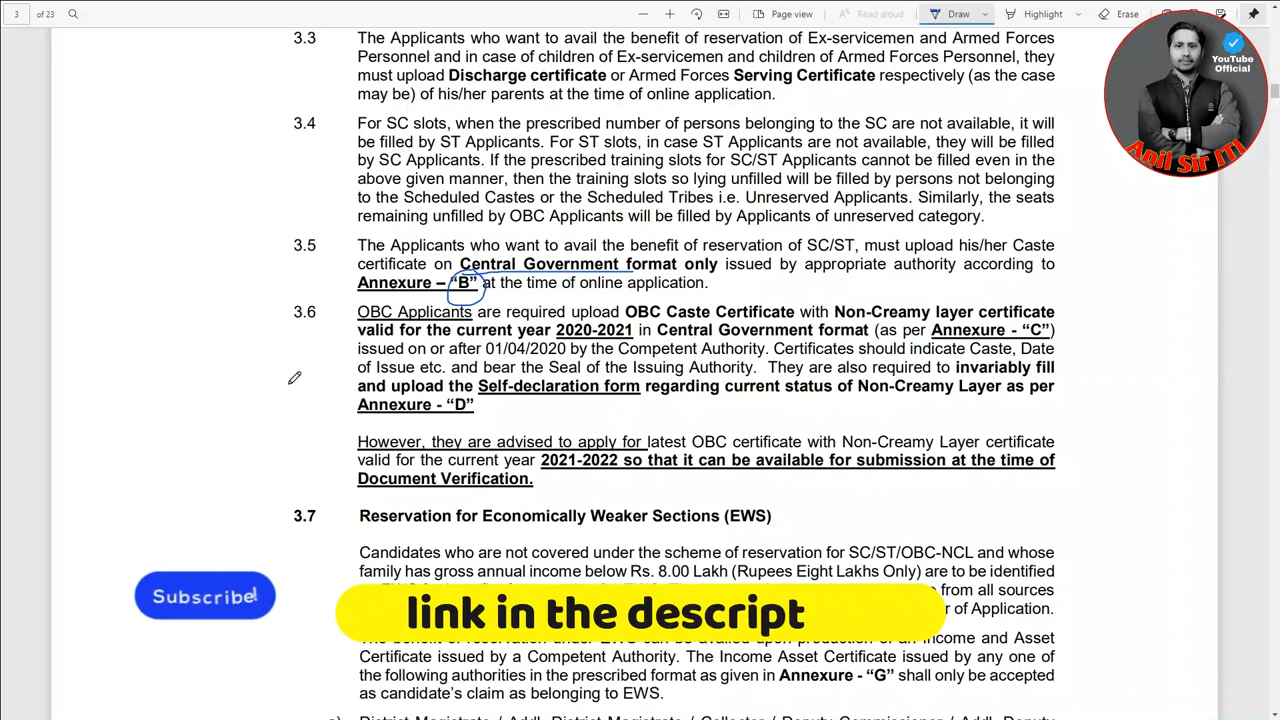 3 of 23 Page view Read aloud Draw Highlight Erase
YouTube
Official
Anil Sir ITI
3.3 The Applicants who want to avail the benefit of reservation of Ex-servicemen and Armed Forces
Personnel and in case of children of Ex-servicemen and children of Armed Forces Personnel, they
must upload Discharge certificate or Armed Forces Serving Certificate respectively (as the case
may be) of his/her parents at the time of online application.
3.4 For SC slots, when the prescribed number of persons belonging to the SC are not available, it will
be filled by ST Applicants. For ST slots, in case ST Applicants are not available, they will be filled
by SC Applicants. If the prescribed training slots for SC/ST Applicants cannot be filled even in the
above given manner, then the training slots so lying unfilled will be filled by persons not belonging
to the Scheduled Castes or the Scheduled Tribes i.e. Unreserved Applicants. Similarly, the seats
remaining unfilled by OBC Applicants will be filled by Applicants of unreserved category.
3.5 The Applicants who want to avail the benefit of reservation of SC/ST, must upload his/her Caste
certificate on Central Government format only issued by appropriate authority according to
Annexure – “B” at the time of online application.
3.6 OBC Applicants are required upload OBC Caste Certificate with Non-Creamy layer certificate
valid for the current year 2020-2021 in Central Government format (as per Annexure - “C”)
issued on or after 01/04/2020 by the Competent Authority. Certificates should indicate Caste, Date
of Issue etc. and bear the Seal of the Issuing Authority. They are also required to invariably fill
and upload the Self-declaration form regarding current status of Non-Creamy Layer as per
Annexure - “D”
However, they are advised to apply for latest OBC certificate with Non-Creamy Layer certificate
valid for the current year 2021-2022 so that it can be available for submission at the time of
Document Verification.
3.7 Reservation for Economically Weaker Sections (EWS)
Candidates who are not covered under the scheme of reservation for SC/ST/OBC-NCL and whose
family has gross annual income below Rs. 8.00 Lakh (Rupees Eight Lakhs Only) are to be identified
from all sources
r of Application.
Subscribe!
link in the descript
Income and Asset
Certificate issued by a Competent Authority. The Income Asset Certificate issued by any one of
the following authorities in the prescribed format as given in Annexure - “G” shall only be accepted
as candidate’s claim as belonging to EWS.
a) District Magistrate / Addl. District Magistrate / Collector / Deputy Commissioner / Addl. Deputy